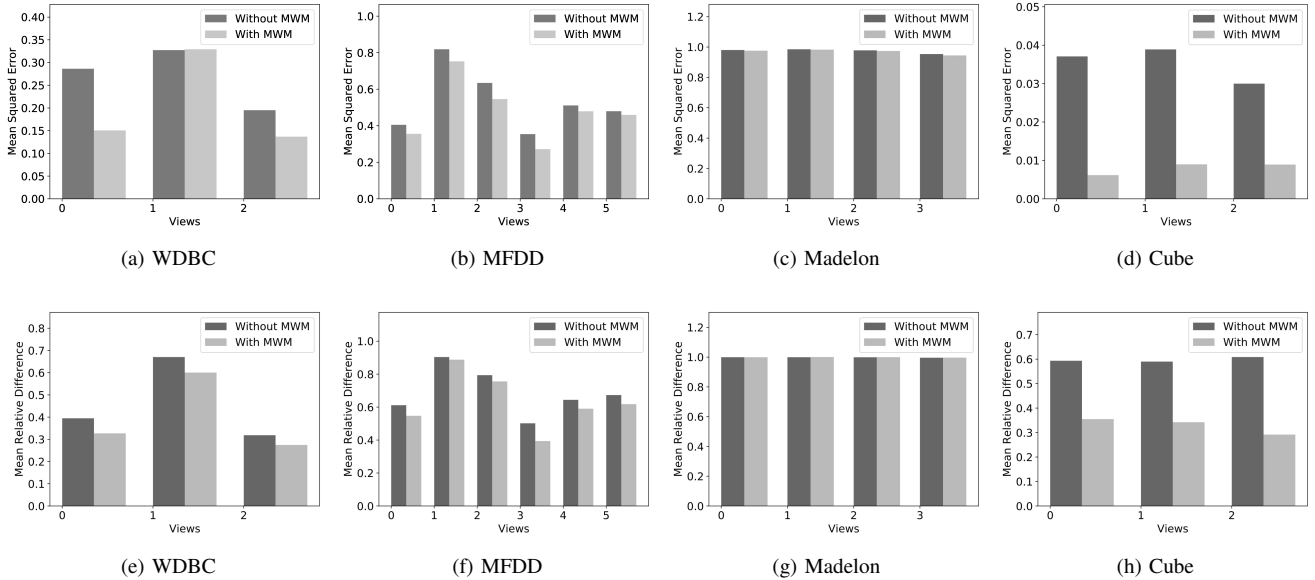 0.40
0.35
0.30
0.25
0.20
0.15
0.10
0.05
0.00
Mean Squared Error
Without MWM
With MWM
0 1 2
Views
(a) WDBC
1.0
0.8
0.6
0.4
0.2
0.0
Mean Squared Error
Without MWM
With MWM
0 1 2 3 4 5
Views
(b) MFDD
1.2
1.0
0.8
0.6
0.4
0.2
0.0
Mean Squared Error
Without MWM
With MWM
0 1 2 3
Views
(c) Madelon
0.05
0.04
0.03
0.02
0.01
0.00
Mean Squared Error
Without MWM
With MWM
0 1 2
Views
(d) Cube
0.8
0.7
0.6
0.5
0.4
0.3
0.2
0.1
0.0
Mean Relative Difference
Without MWM
With MWM
0 1 2
Views
(e) WDBC
1.0
0.8
0.6
0.4
0.2
0.0
Mean Relative Difference
Without MWM
With MWM
0 1 2 3 4 5
Views
(f) MFDD
1.2
1.0
0.8
0.6
0.4
0.2
0.0
Mean Relative Difference
Without MWM
With MWM
0 1 2 3
Views
(g) Madelon
0.7
0.6
0.5
0.4
0.3
0.2
0.1
0.0
Mean Relative Difference
Without MWM
With MWM
0 1 2
Views
(h) Cube